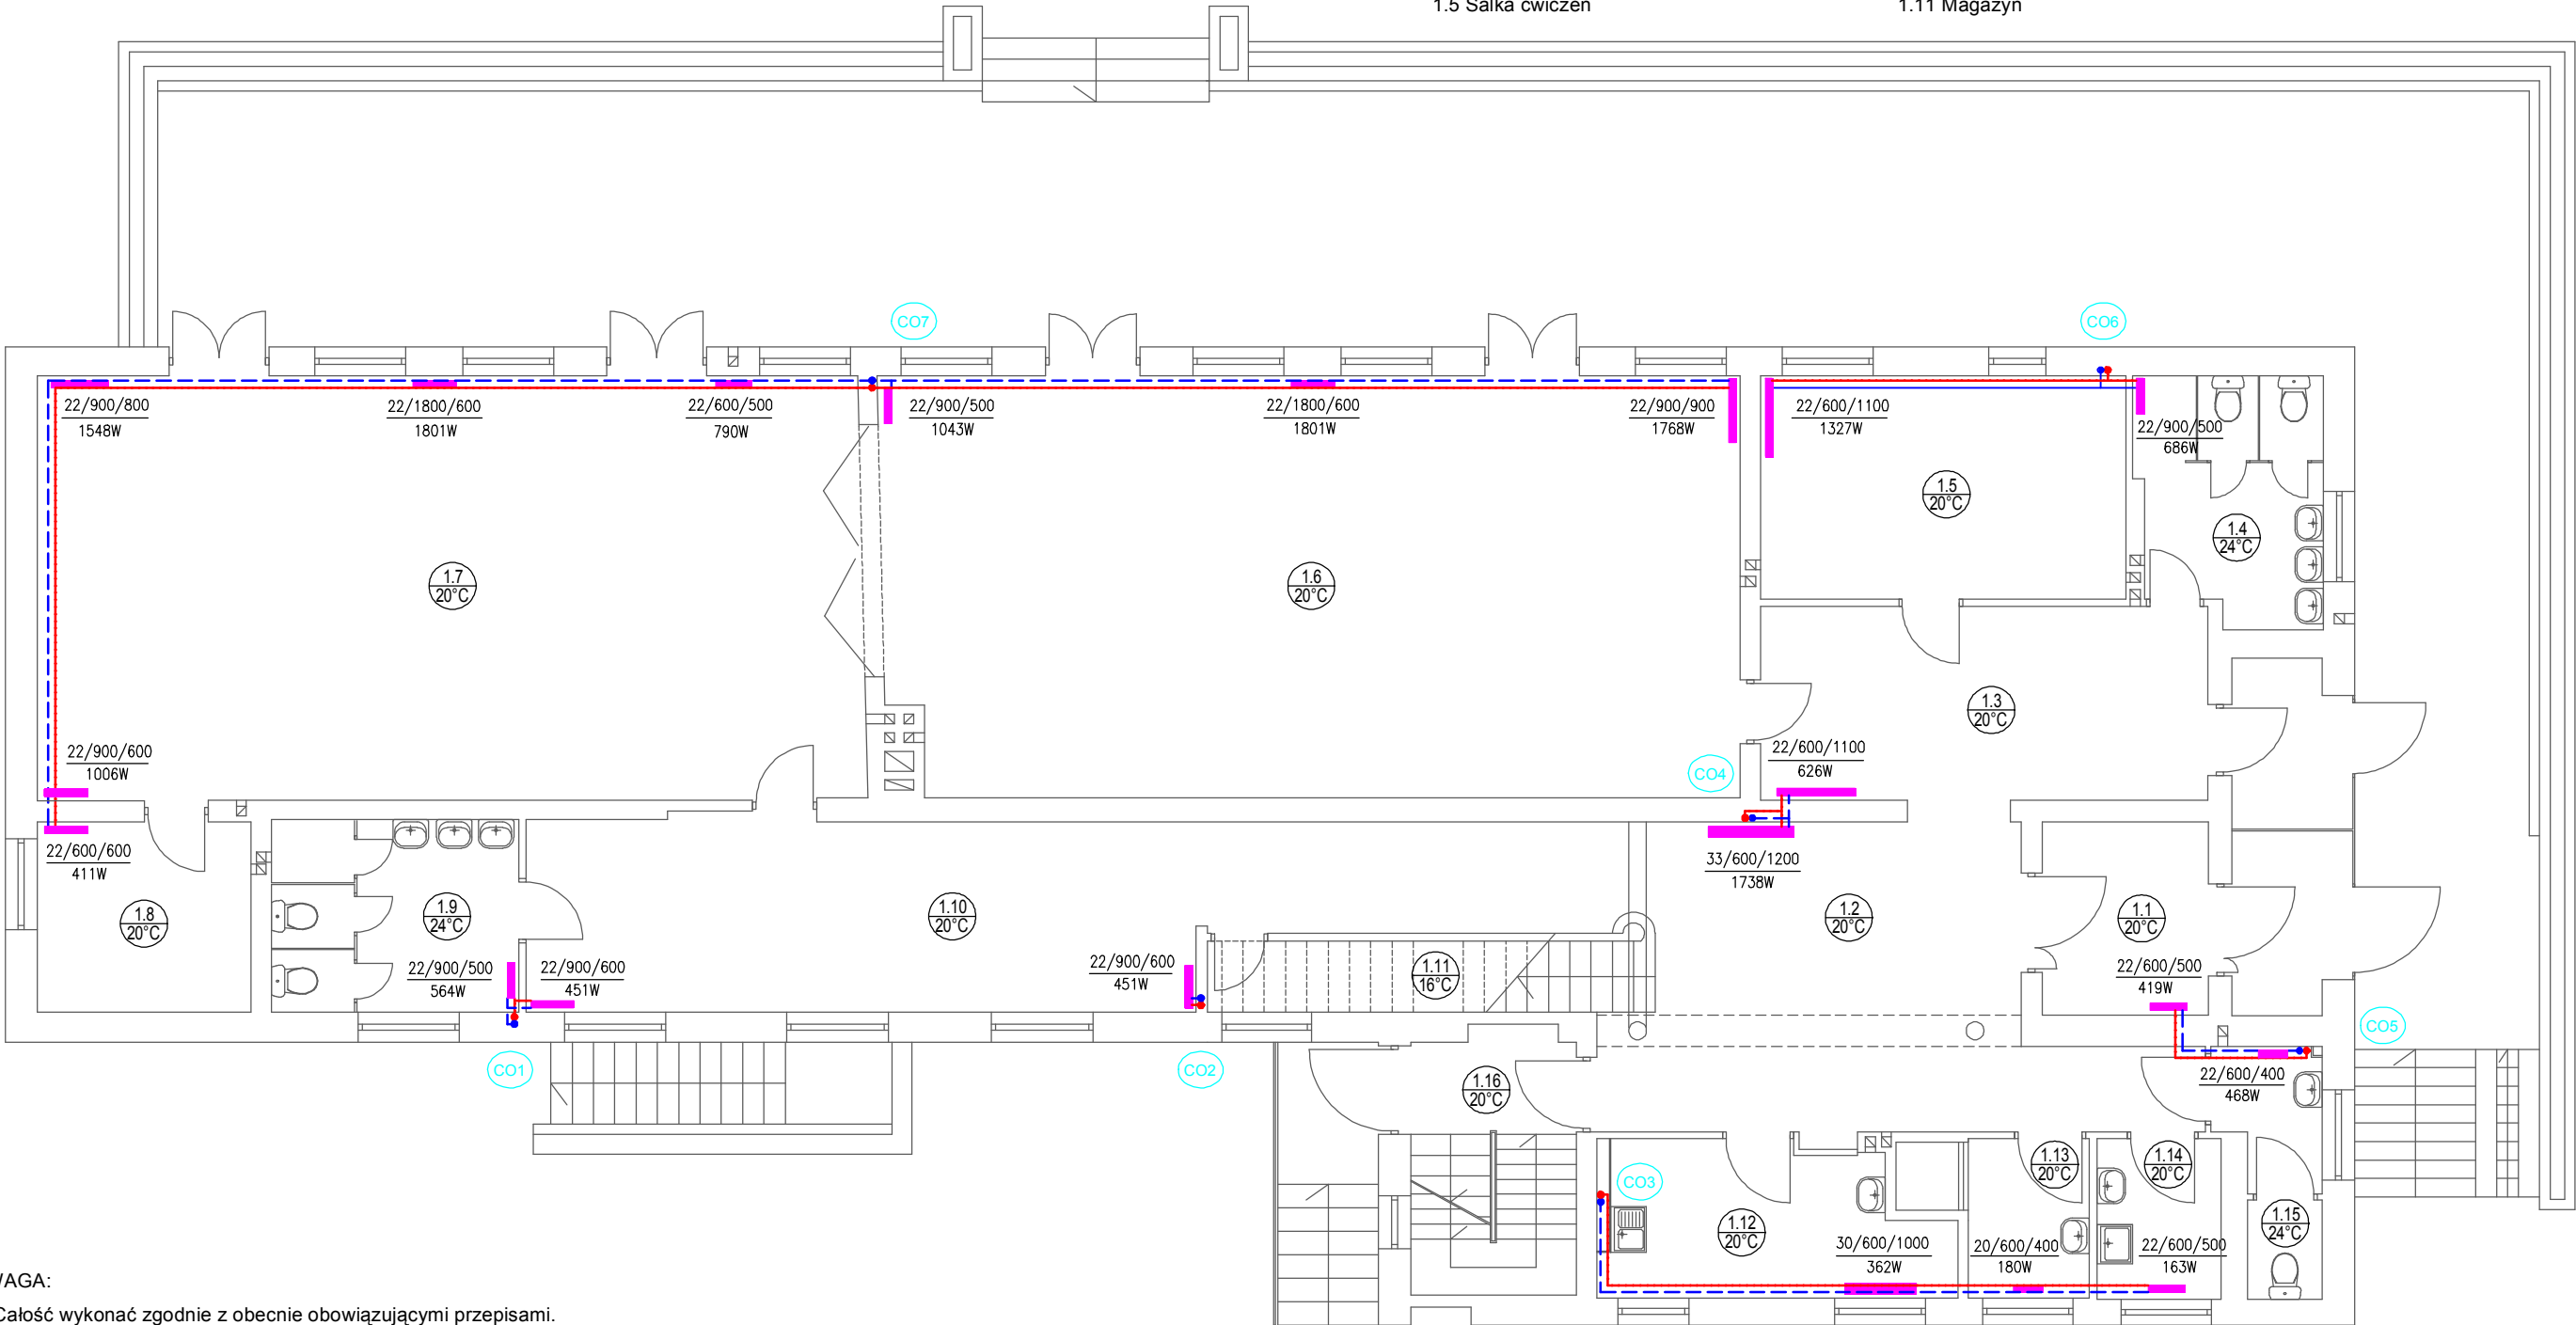 1.5 Salka ćwiczeń
1.11 Magazyn
CO7
CO6
22/900/800
1548W
22/1800/600
1801W
22/600/500
790W
22/900/500
1043W
22/1800/600
1801W
22/900/900
1768W
22/600/1100
1327W
22/900/500
686W
1.5
20°C
1.4
24°C
1.7
20°C
1.6
20°C
1.3
20°C
22/900/600
1006W
CO4
22/600/1100
626W
22/600/600
411W
33/600/1200
1738W
1.8
20°C
1.9
24°C
1.10
20°C
1.2
20°C
1.1
20°C
22/900/500
564W
22/900/600
451W
22/900/600
451W
1.11
16°C
22/600/500
419W
CO5
CO1
CO2
1.16
20°C
22/600/400
468W
CO3
1.13
20°C
1.14
20°C
1.12
20°C
1.15
24°C
30/600/1000
362W
20/600/400
180W
22/600/500
163W
WAGA:
Całość wykonać zgodnie z obecnie obowiązującymi przepisami.